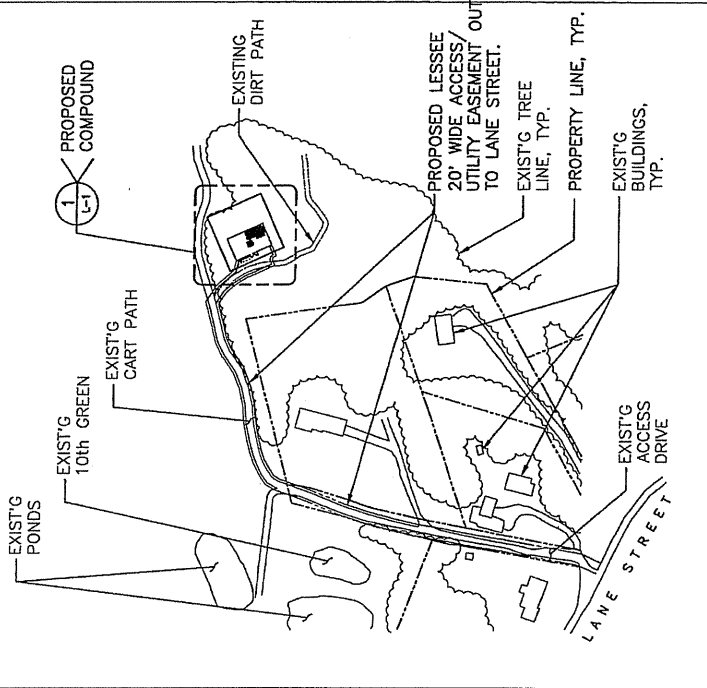 EXIST'G
PONDS
EXIST'G
10th GREEN
EXIST'G
CART PATH
1
L-1
PROPOSED
COMPOUND
EXISTING
DIRT PATH
PROPOSED LESSEE
20' WIDE ACCESS/
UTILITY EASEMENT OUT
TO LANE STREET.
EXIST'G TREE
LINE, TYP.
PROPERTY LINE, TYP.
EXIST'G
BUILDINGS,
TYP.
EXIST'G
ACCESS
DRIVE
LANE STREET